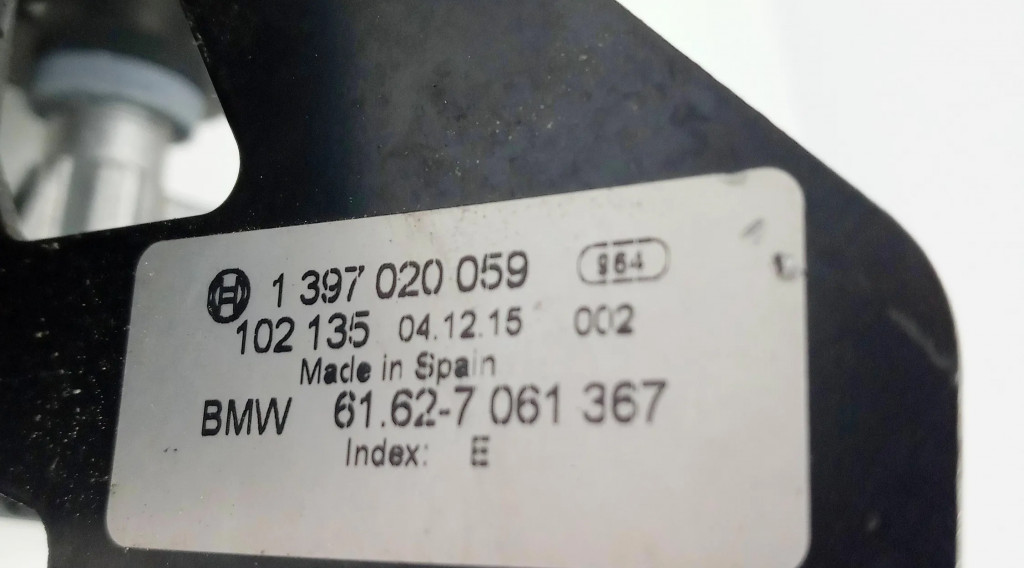 1 397 020 059 964
102 135 04.12.15 002
Made in Spain
BMW 61.62-7 061 367
Index: E